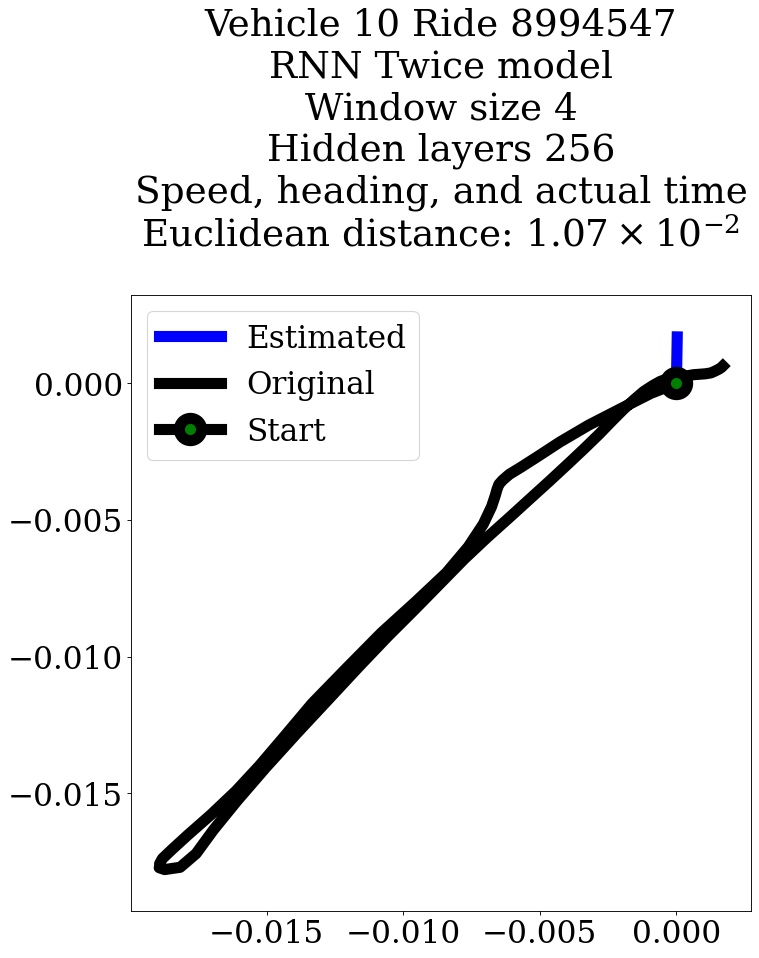 Vehicle 10 Ride 8994547
RNN Twice model
Window size 4
Hidden layers 256
Speed, heading, and actual time
Euclidean distance: 1.07 × 10⁻²
Estimated
Original
Start
0.000
−0.005
−0.010
−0.015
−0.015 −0.010 −0.005 0.000